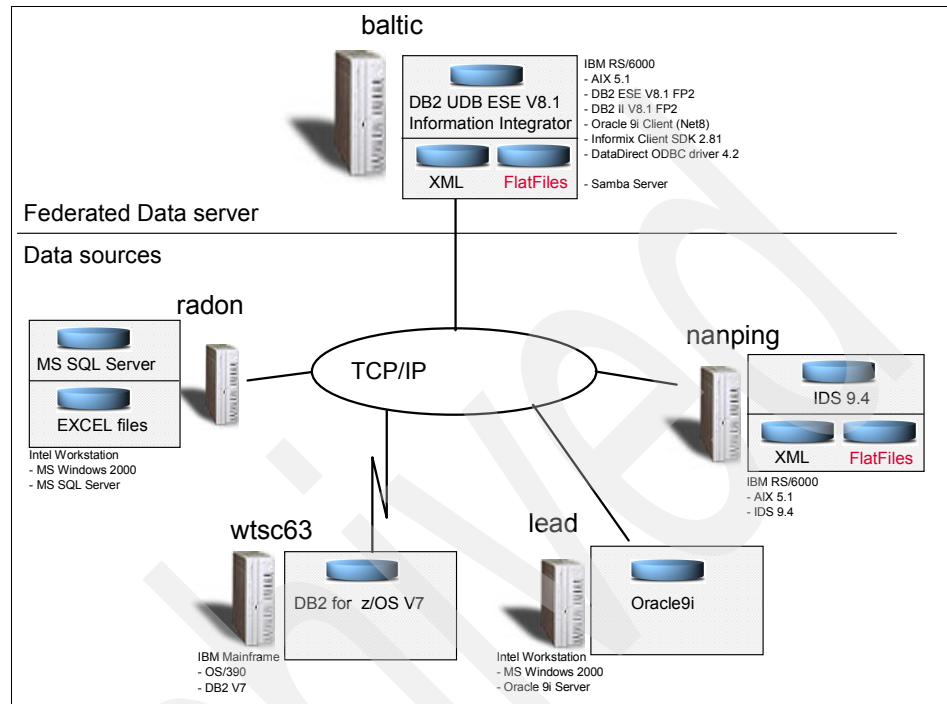 baltic
DB2 UDB ESE V8.1
Information Integrator
XML
FlatFiles
IBM RS/6000
- AIX 5.1
- DB2 ESE V8.1 FP2
- DB2 II V8.1 FP2
- Oracle 9i Client (Net8)
- Informix Client SDK 2.81
- DataDirect ODBC driver 4.2
- Samba Server
Federated Data server
Data sources
radon
MS SQL Server
EXCEL files
Intel Workstation
- MS Windows 2000
- MS SQL Server
TCP/IP
nanping
IDS 9.4
XML
FlatFiles
IBM RS/6000
- AIX 5.1
- IDS 9.4
wtsc63
DB2 for z/OS V7
IBM Mainframe
- OS/390
- DB2 V7
lead
Oracle9i
Intel Workstation
- MS Windows 2000
- Oracle 9i Server